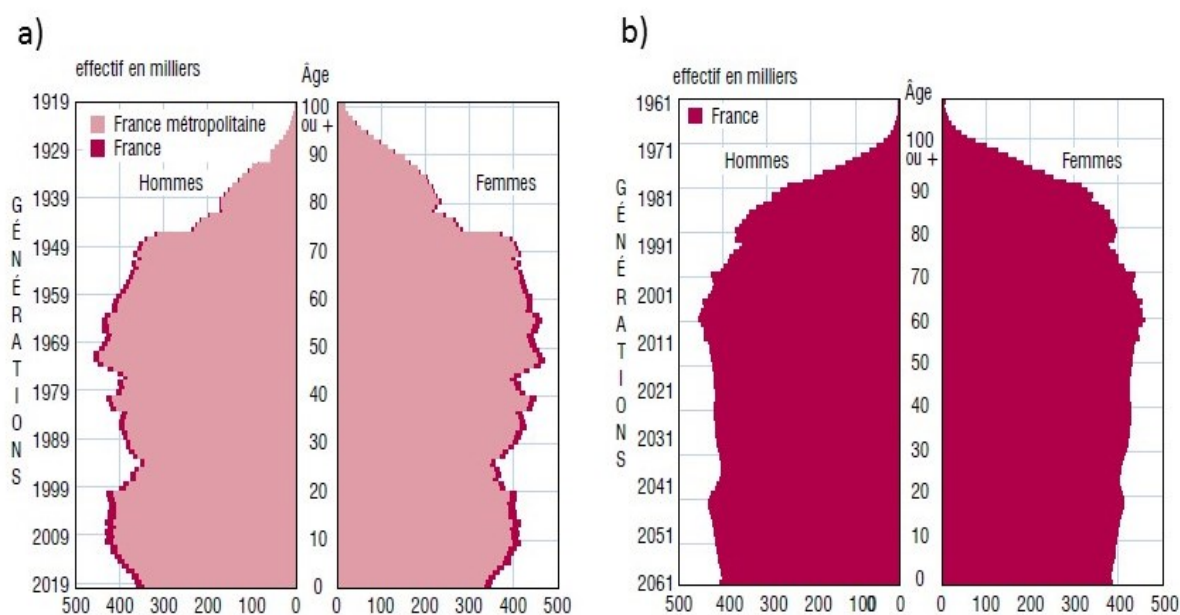 a)
effectif en milliers
Âge
France métropolitaine
France
Hommes
Femmes
GÉNÉRATIONS
1919
1929
1939
1949
1959
1969
1979
1989
1999
2009
2019
100
ou +
90
80
70
60
50
40
30
20
10
0
500 400 300 200 100 0
0 100 200 300 400 500
b)
effectif en milliers
Âge
France
Hommes
Femmes
GÉNÉRATIONS
1961
1971
1981
1991
2001
2011
2021
2031
2041
2051
2061
100
ou +
90
80
70
60
50
40
30
20
10
0
500 400 300 200 100 0
0 100 200 300 400 500